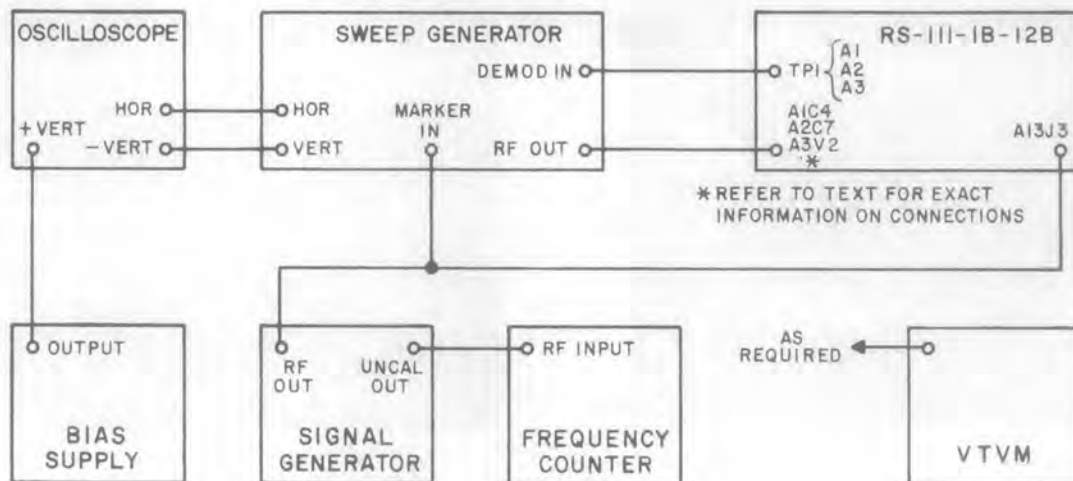 OSCILLOSCOPE
HOR
+VERT
-VERT
SWEEP GENERATOR
DEMOD IN
HOR
MARKER
IN
VERT
RF OUT
RS-111-1B-12B
TP1 { A1
A2
A3
A1C4
A2C7
A3V2
*
A13J3
* REFER TO TEXT FOR EXACT
INFORMATION ON CONNECTIONS
OUTPUT
BIAS
SUPPLY
RF
OUT
UNCAL
OUT
SIGNAL
GENERATOR
RF INPUT
FREQUENCY
COUNTER
AS
REQUIRED
VTVM